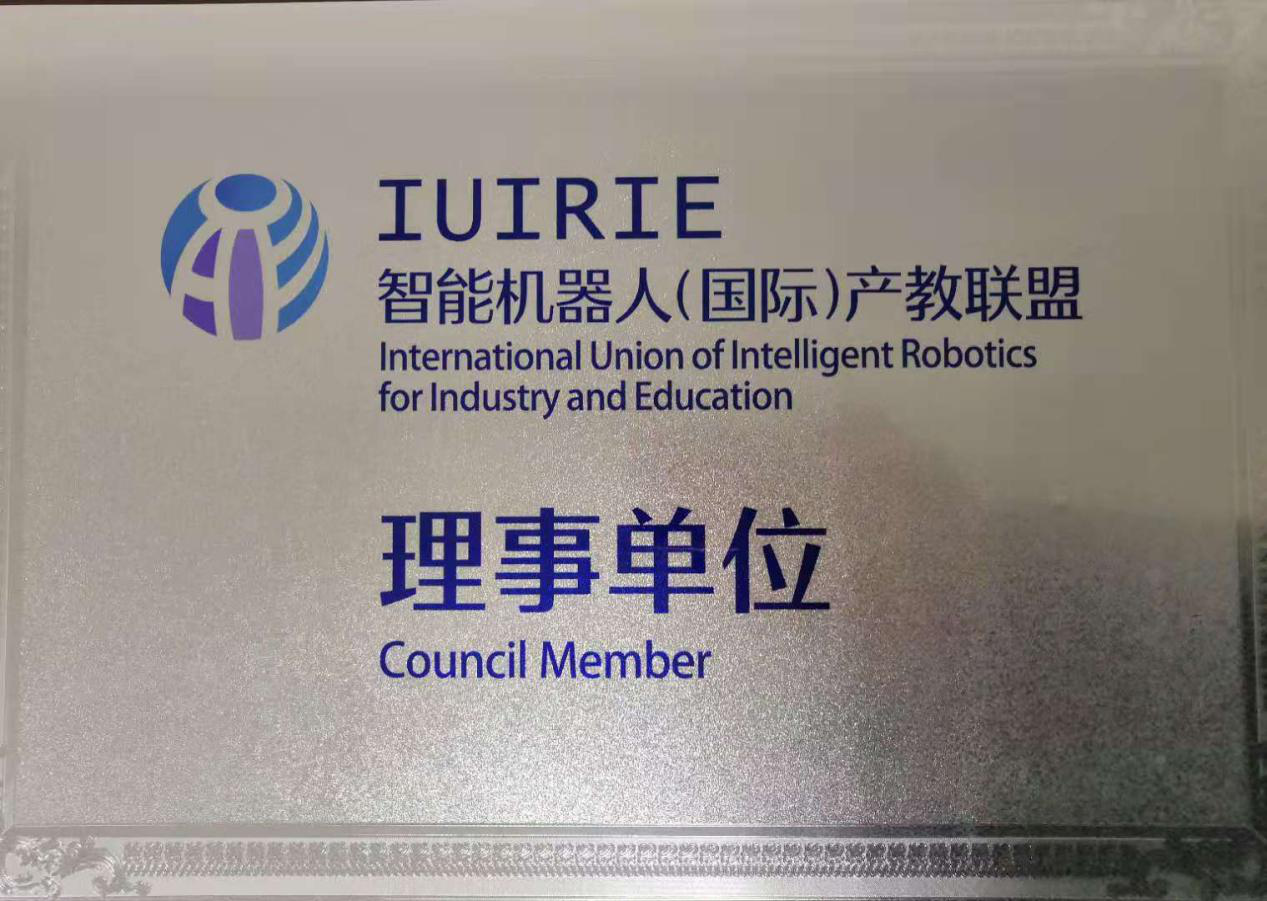 IUIRIE
智能机器人(国际)产教联盟
International Union of Intelligent Robotics
for Industry and Education
理事单位
Council Member